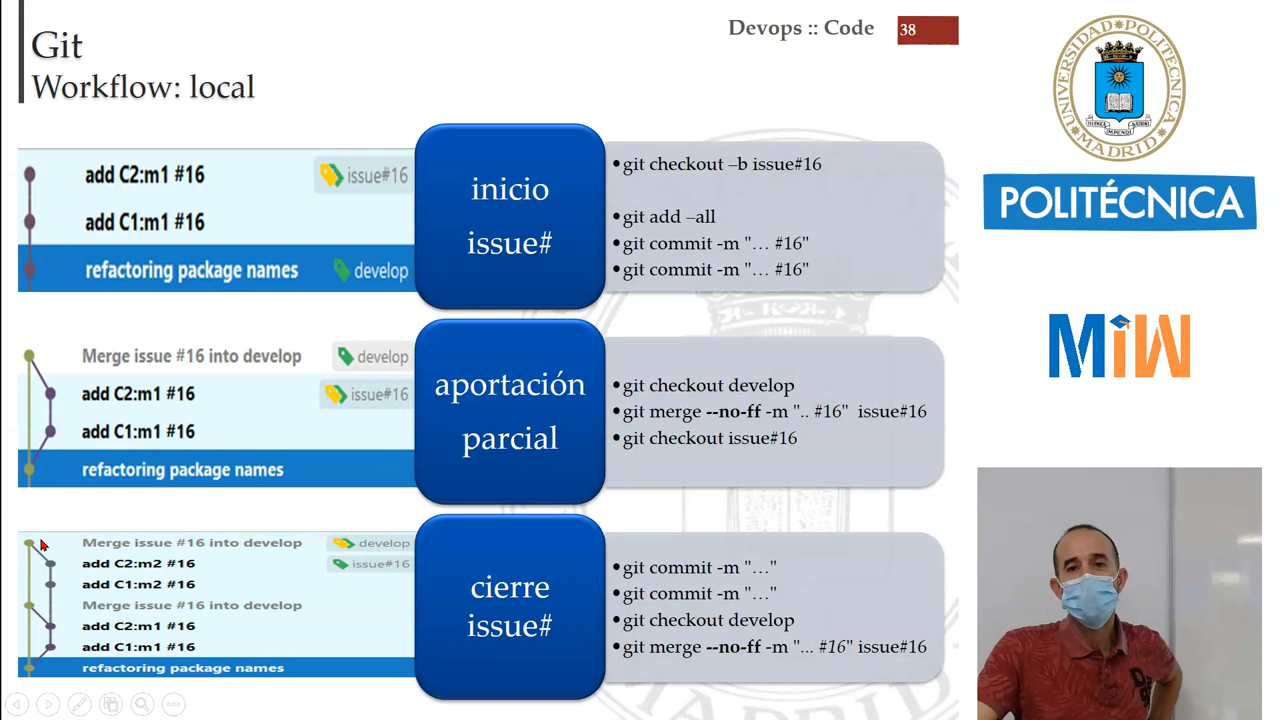 Git
Workflow: local
Devops :: Code
38
add C2:m1 #16
issue#16
add C1:m1 #16
refactoring package names
develop
inicio
issue#
•git checkout –b issue#16
•git add –all
•git commit -m "… #16"
•git commit -m "… #16"
Merge issue #16 into develop
develop
add C2:m1 #16
issue#16
add C1:m1 #16
refactoring package names
aportación
parcial
•git checkout develop
•git merge --no-ff -m ".. #16"  issue#16
•git checkout issue#16
Merge issue #16 into develop
develop
add C2:m2 #16
issue#16
add C1:m2 #16
Merge issue #16 into develop
add C2:m1 #16
add C1:m1 #16
refactoring package names
cierre
issue#
•git commit -m "…"
•git commit -m "…"
•git checkout develop
•git merge --no-ff -m "... #16" issue#16
UNIVERSIDAD POLITÉCNICA
MADRID
POLITÉCNICA
MiW